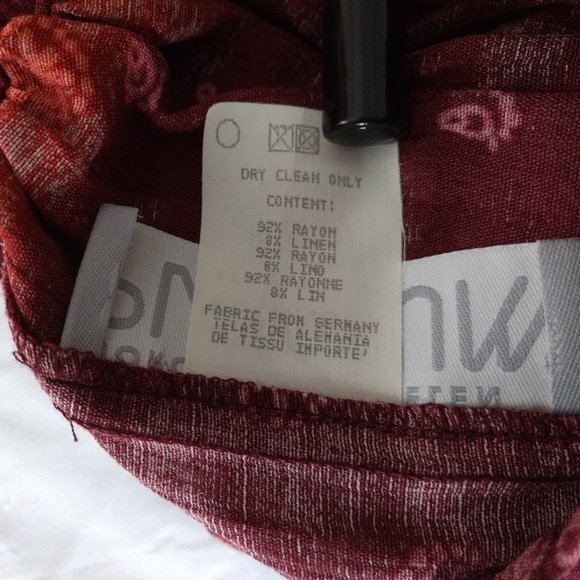 DRY CLEAN ONLY
CONTENT:
92% RAYON
8% LINEN
92% RAYON
8% LINO
92% RAYONNE
8% LIN
FABRIC FROM GERMANY
TELAS DE ALEMANIA
DE TISSU IMPORTE'